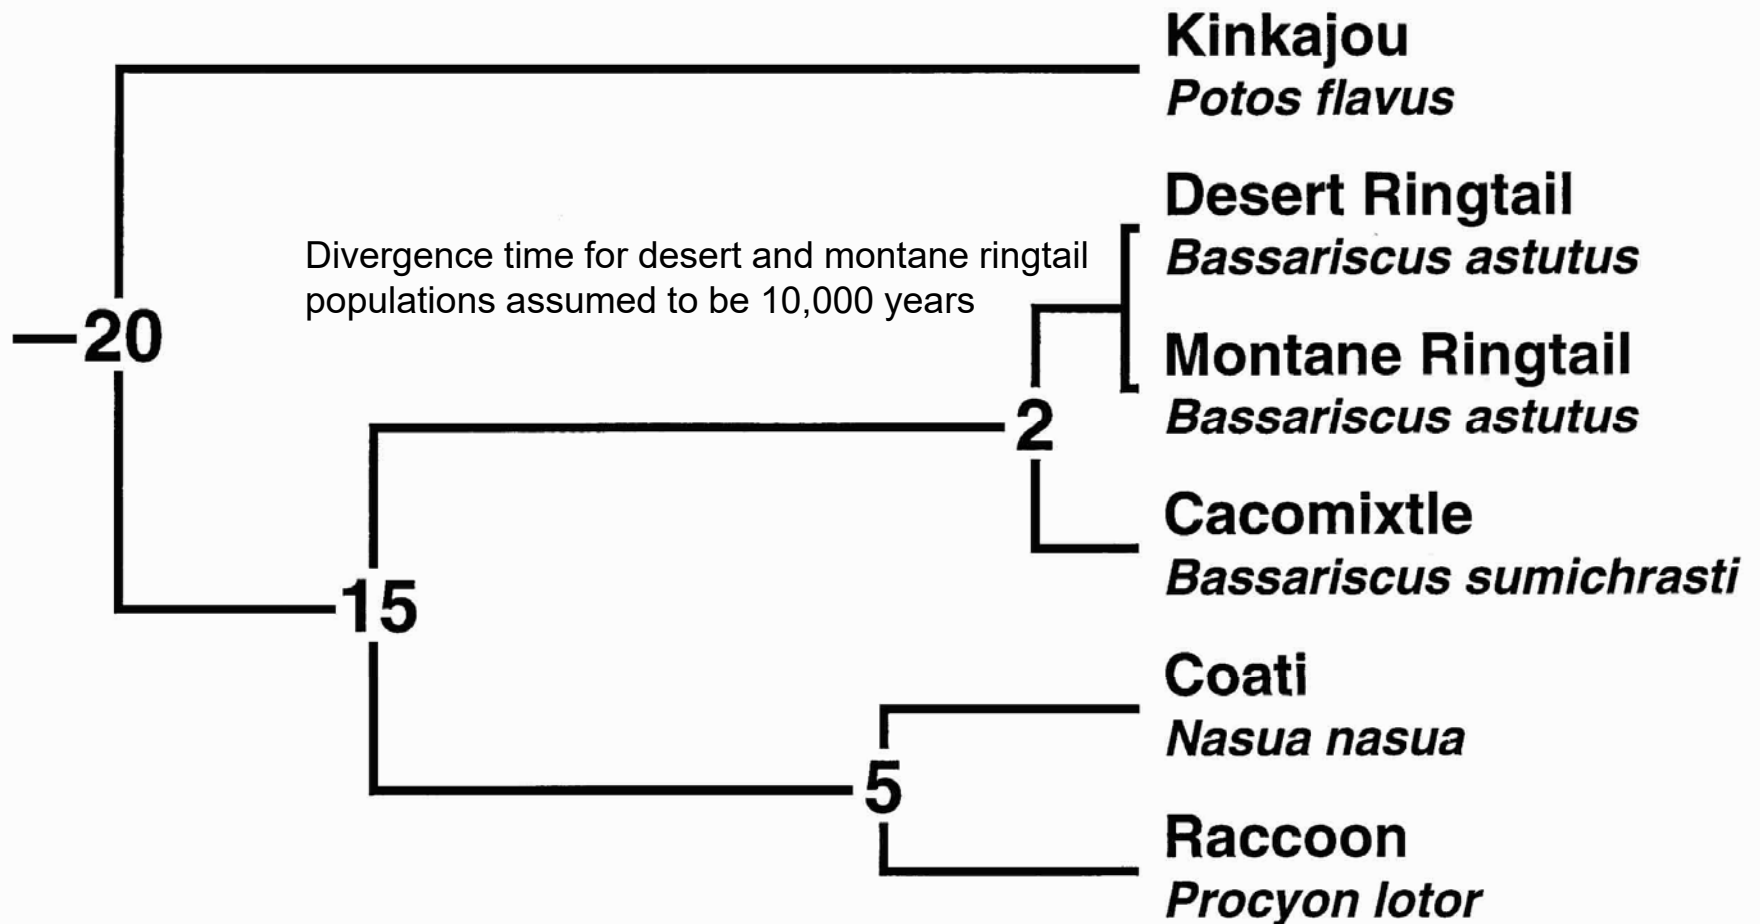 Kinkajou
Potos flavus
Desert Ringtail
Bassariscus astutus
Divergence time for desert and montane ringtail
populations assumed to be 10,000 years
20
Montane Ringtail
Bassariscus astutus
2
Cacomixtle
Bassariscus sumichrasti
15
Coati
Nasua nasua
5
Raccoon
Procyon lotor